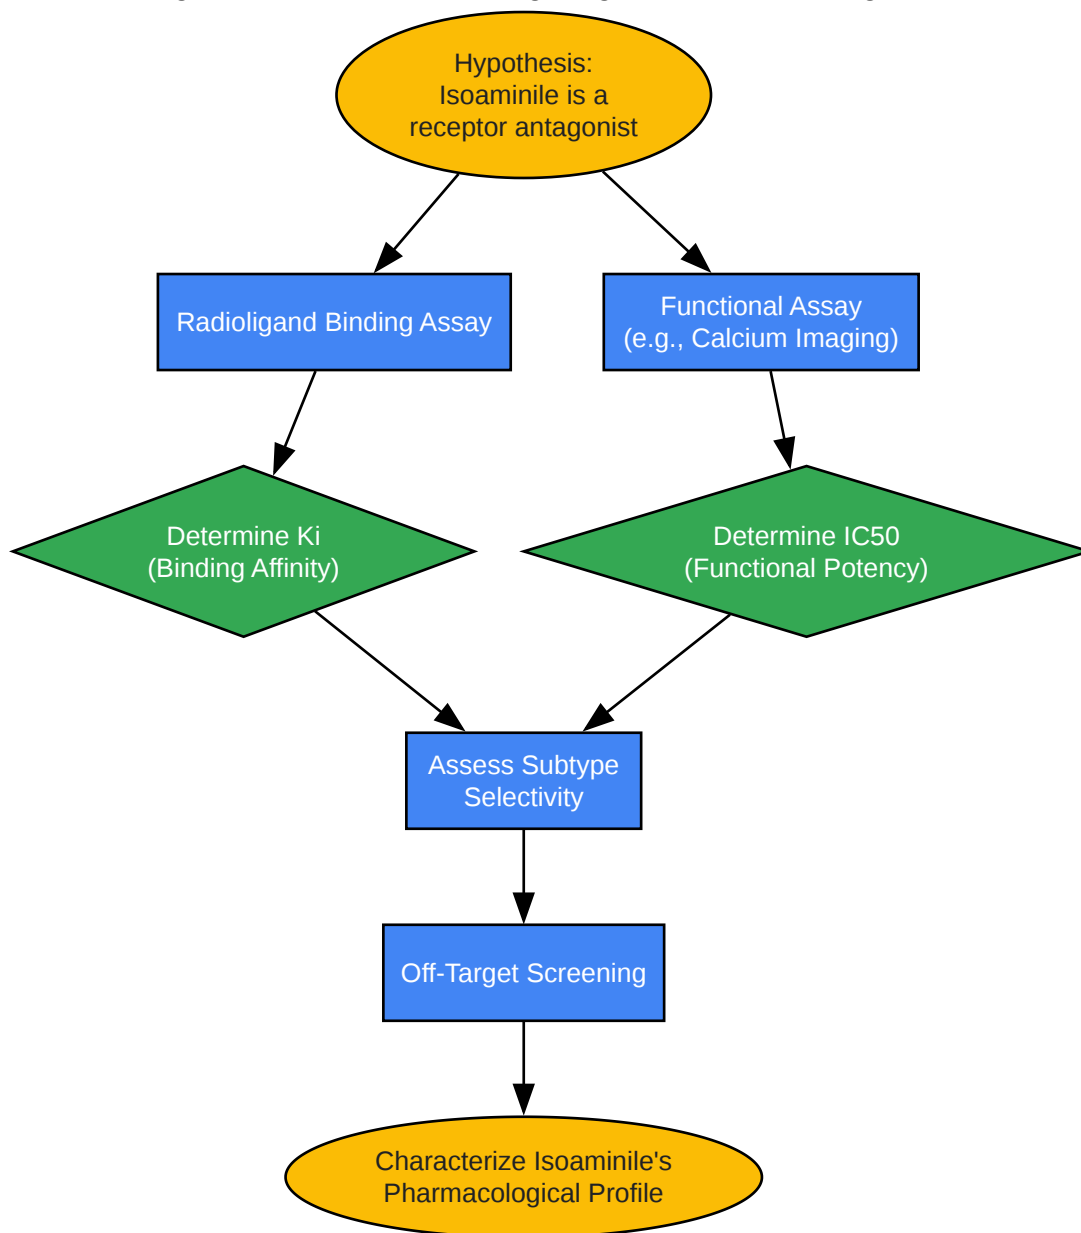 Hypothesis:
Isoaminile is a
receptor antagonist
Radioligand Binding Assay
Functional Assay
(e.g., Calcium Imaging)
Determine Ki
(Binding Affinity)
Determine IC50
(Functional Potency)
Assess Subtype
Selectivity
Off-Target Screening
Characterize Isoaminile's
Pharmacological Profile